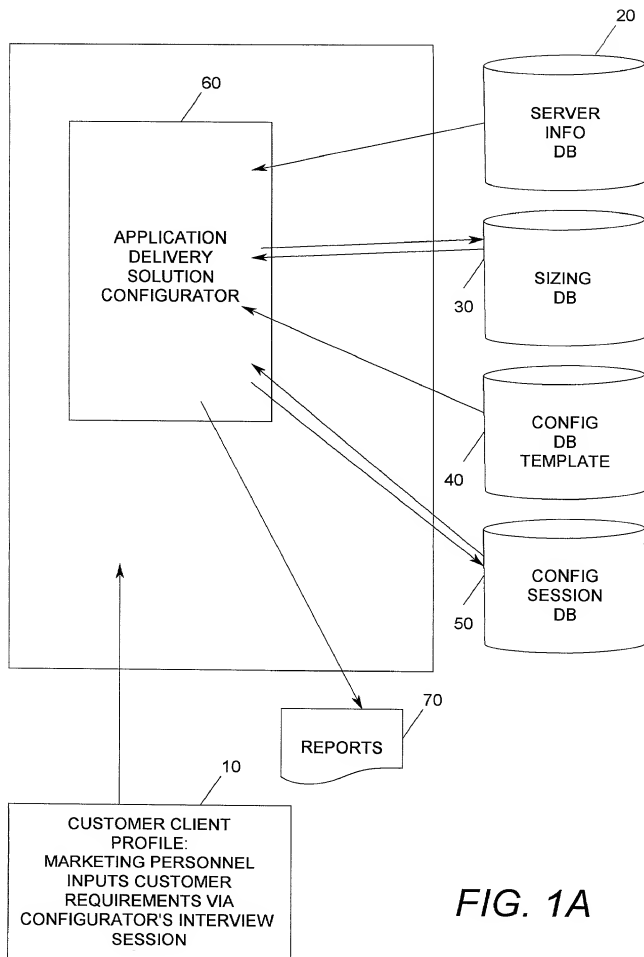 20
60
SERVER
INFO
DB
APPLICATION
DELIVERY
SOLUTION
CONFIGURATOR
SIZING
DB
30
CONFIG
DB
TEMPLATE
40
CONFIG
SESSION
DB
50
70
REPORTS
10
CUSTOMER CLIENT
PROFILE:
MARKETING PERSONNEL
INPUTS CUSTOMER
REQUIREMENTS VIA
CONFIGURATOR'S INTERVIEW
SESSION
FIG. 1A